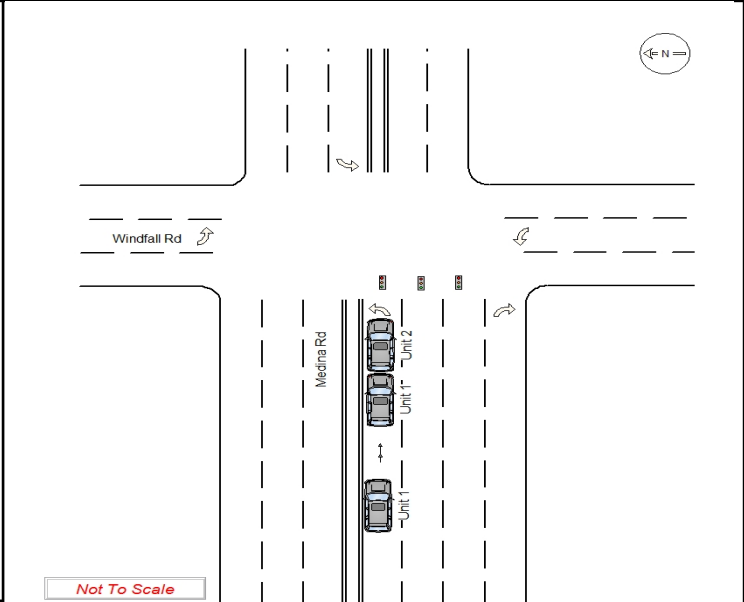 N
Windfall Rd
Medina Rd
Unit 2
Unit 1
Unit 1
Not To Scale